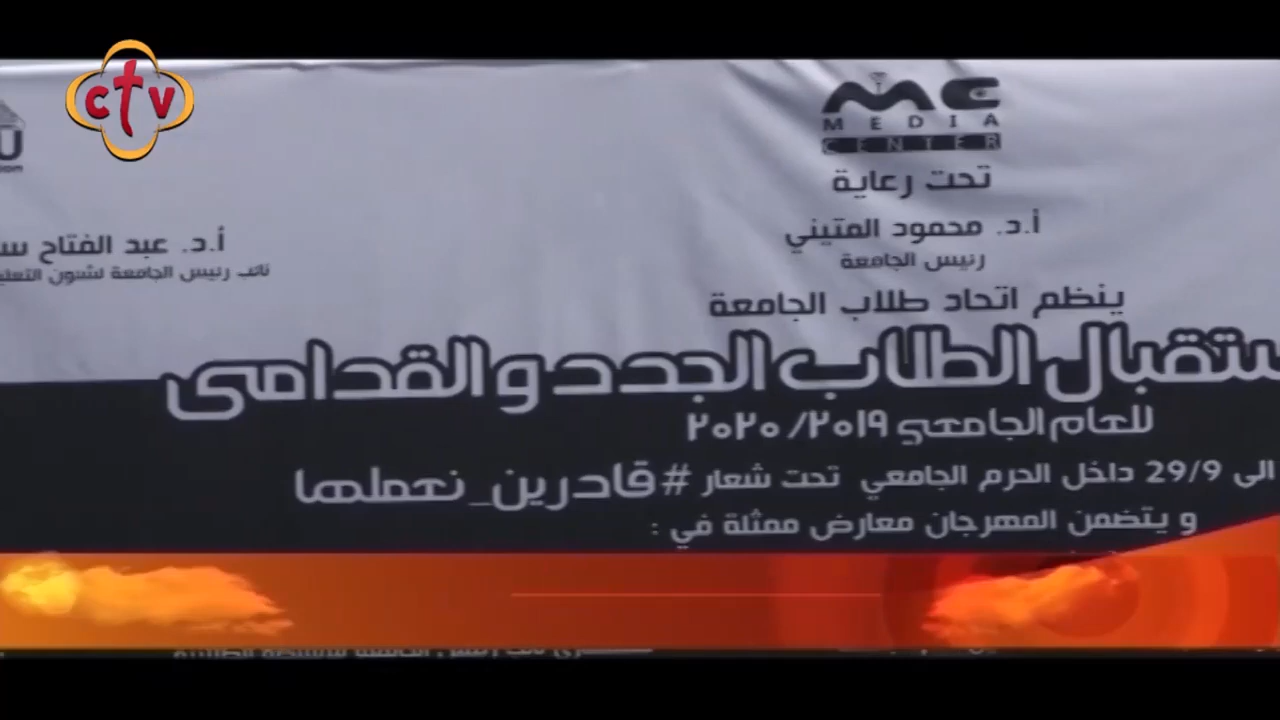 ctv
MC
MEDIA
CENTER
تحت رعاية
أ.د. محمود المتيني
رئيس الجامعة
أ.د. عبد الفتاح
نائب رئيس الجامعة لشئون
ينظم اتحاد طلاب الجامعة
الطلاب الجدد والقدامى
للعام الجامعي ٢٠١٩/٢٠٢٠
الى 29/9 داخل الحرم الجامعي تحت شعار #قادرين_نعملها
و يتضمن المهرجان معارض ممثلة في :